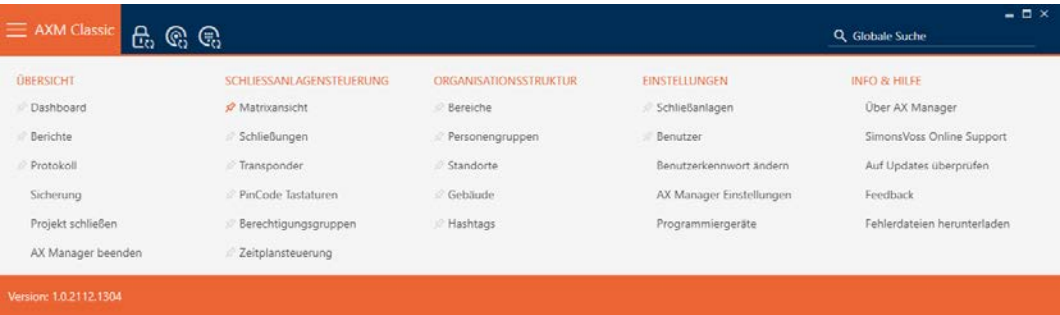 AXM Classic
Globale Suche
ÜBERSICHT
Dashboard
Berichte
Protokoll
Sicherung
Projekt schließen
AX Manager beenden
SCHLIESSANLAGENSTEUERUNG
Matrixansicht
Schließungen
Transponder
PinCode Tastaturen
Berechtigungsgruppen
Zeitplansteuerung
ORGANISATIONSSTRUKTUR
Bereiche
Personengruppen
Standorte
Gebäude
Hashtags
EINSTELLUNGEN
Schließanlagen
Benutzer
Benutzerkennwort ändern
AX Manager Einstellungen
Programmiergeräte
INFO & HILFE
Über AX Manager
SimonsVoss Online Support
Auf Updates überprüfen
Feedback
Fehlerdateien herunterladen
Version: 1.0.2112.1304